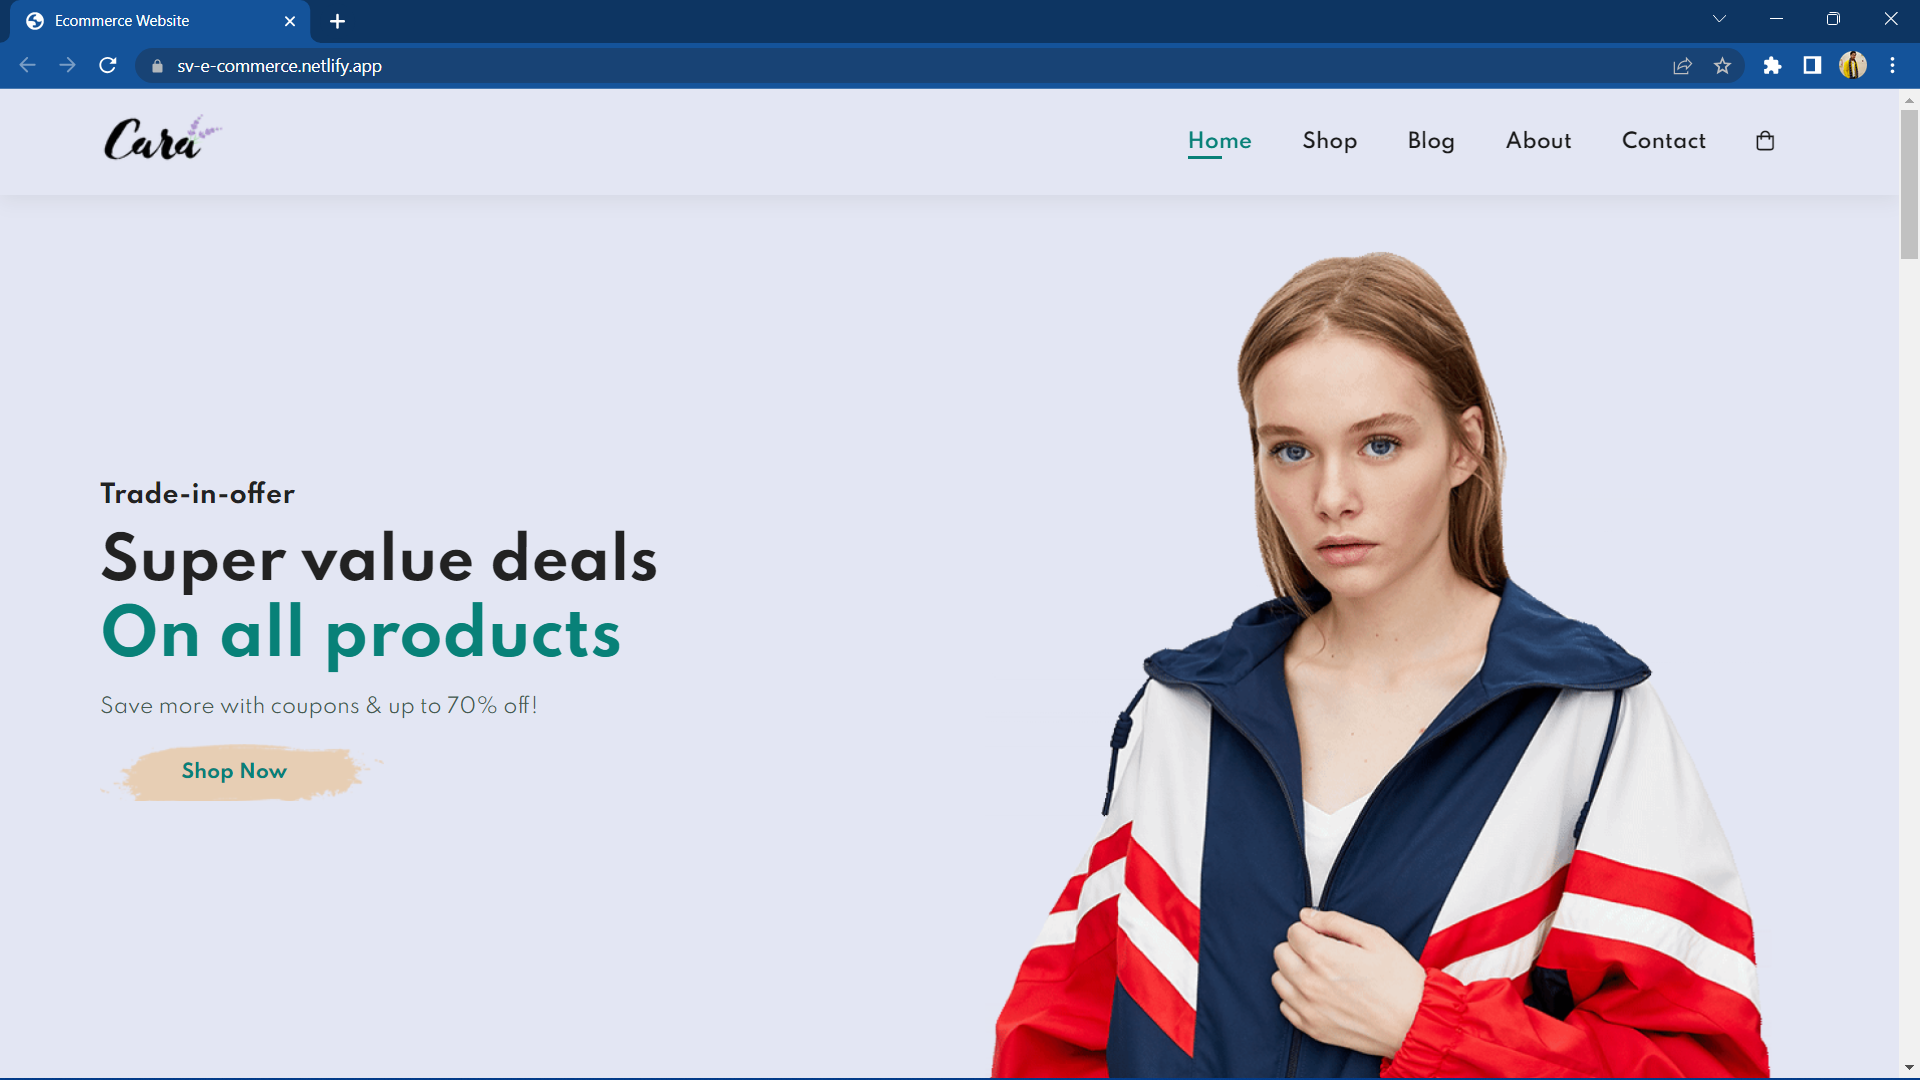 Ecommerce Website
sv-e-commerce.netlify.app
Cara
Home Shop Blog About Contact
Trade-in-offer
Super value deals
On all products
Save more with coupons & up to 70% off!
Shop Now